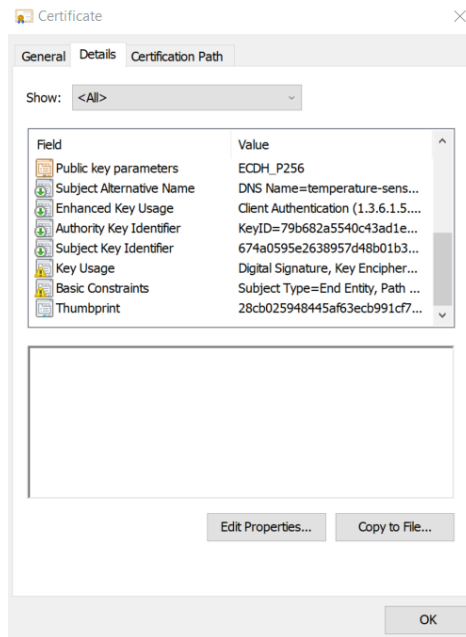 Certificate
General Details Certification Path
Show: <All>
Field Value
Public key parameters ECDH_P256
Subject Alternative Name DNS Name=temperature-sens...
Enhanced Key Usage Client Authentication (1.3.6.1.5....
Authority Key Identifier KeyID=79b682a5540c43ad1e...
Subject Key Identifier 674a0595e2638957d48b01b3...
Key Usage Digital Signature, Key Encipher...
Basic Constraints Subject Type=End Entity, Path ...
Thumbprint 28cb025948445af63ecb991cf7...
Edit Properties... Copy to File...
OK